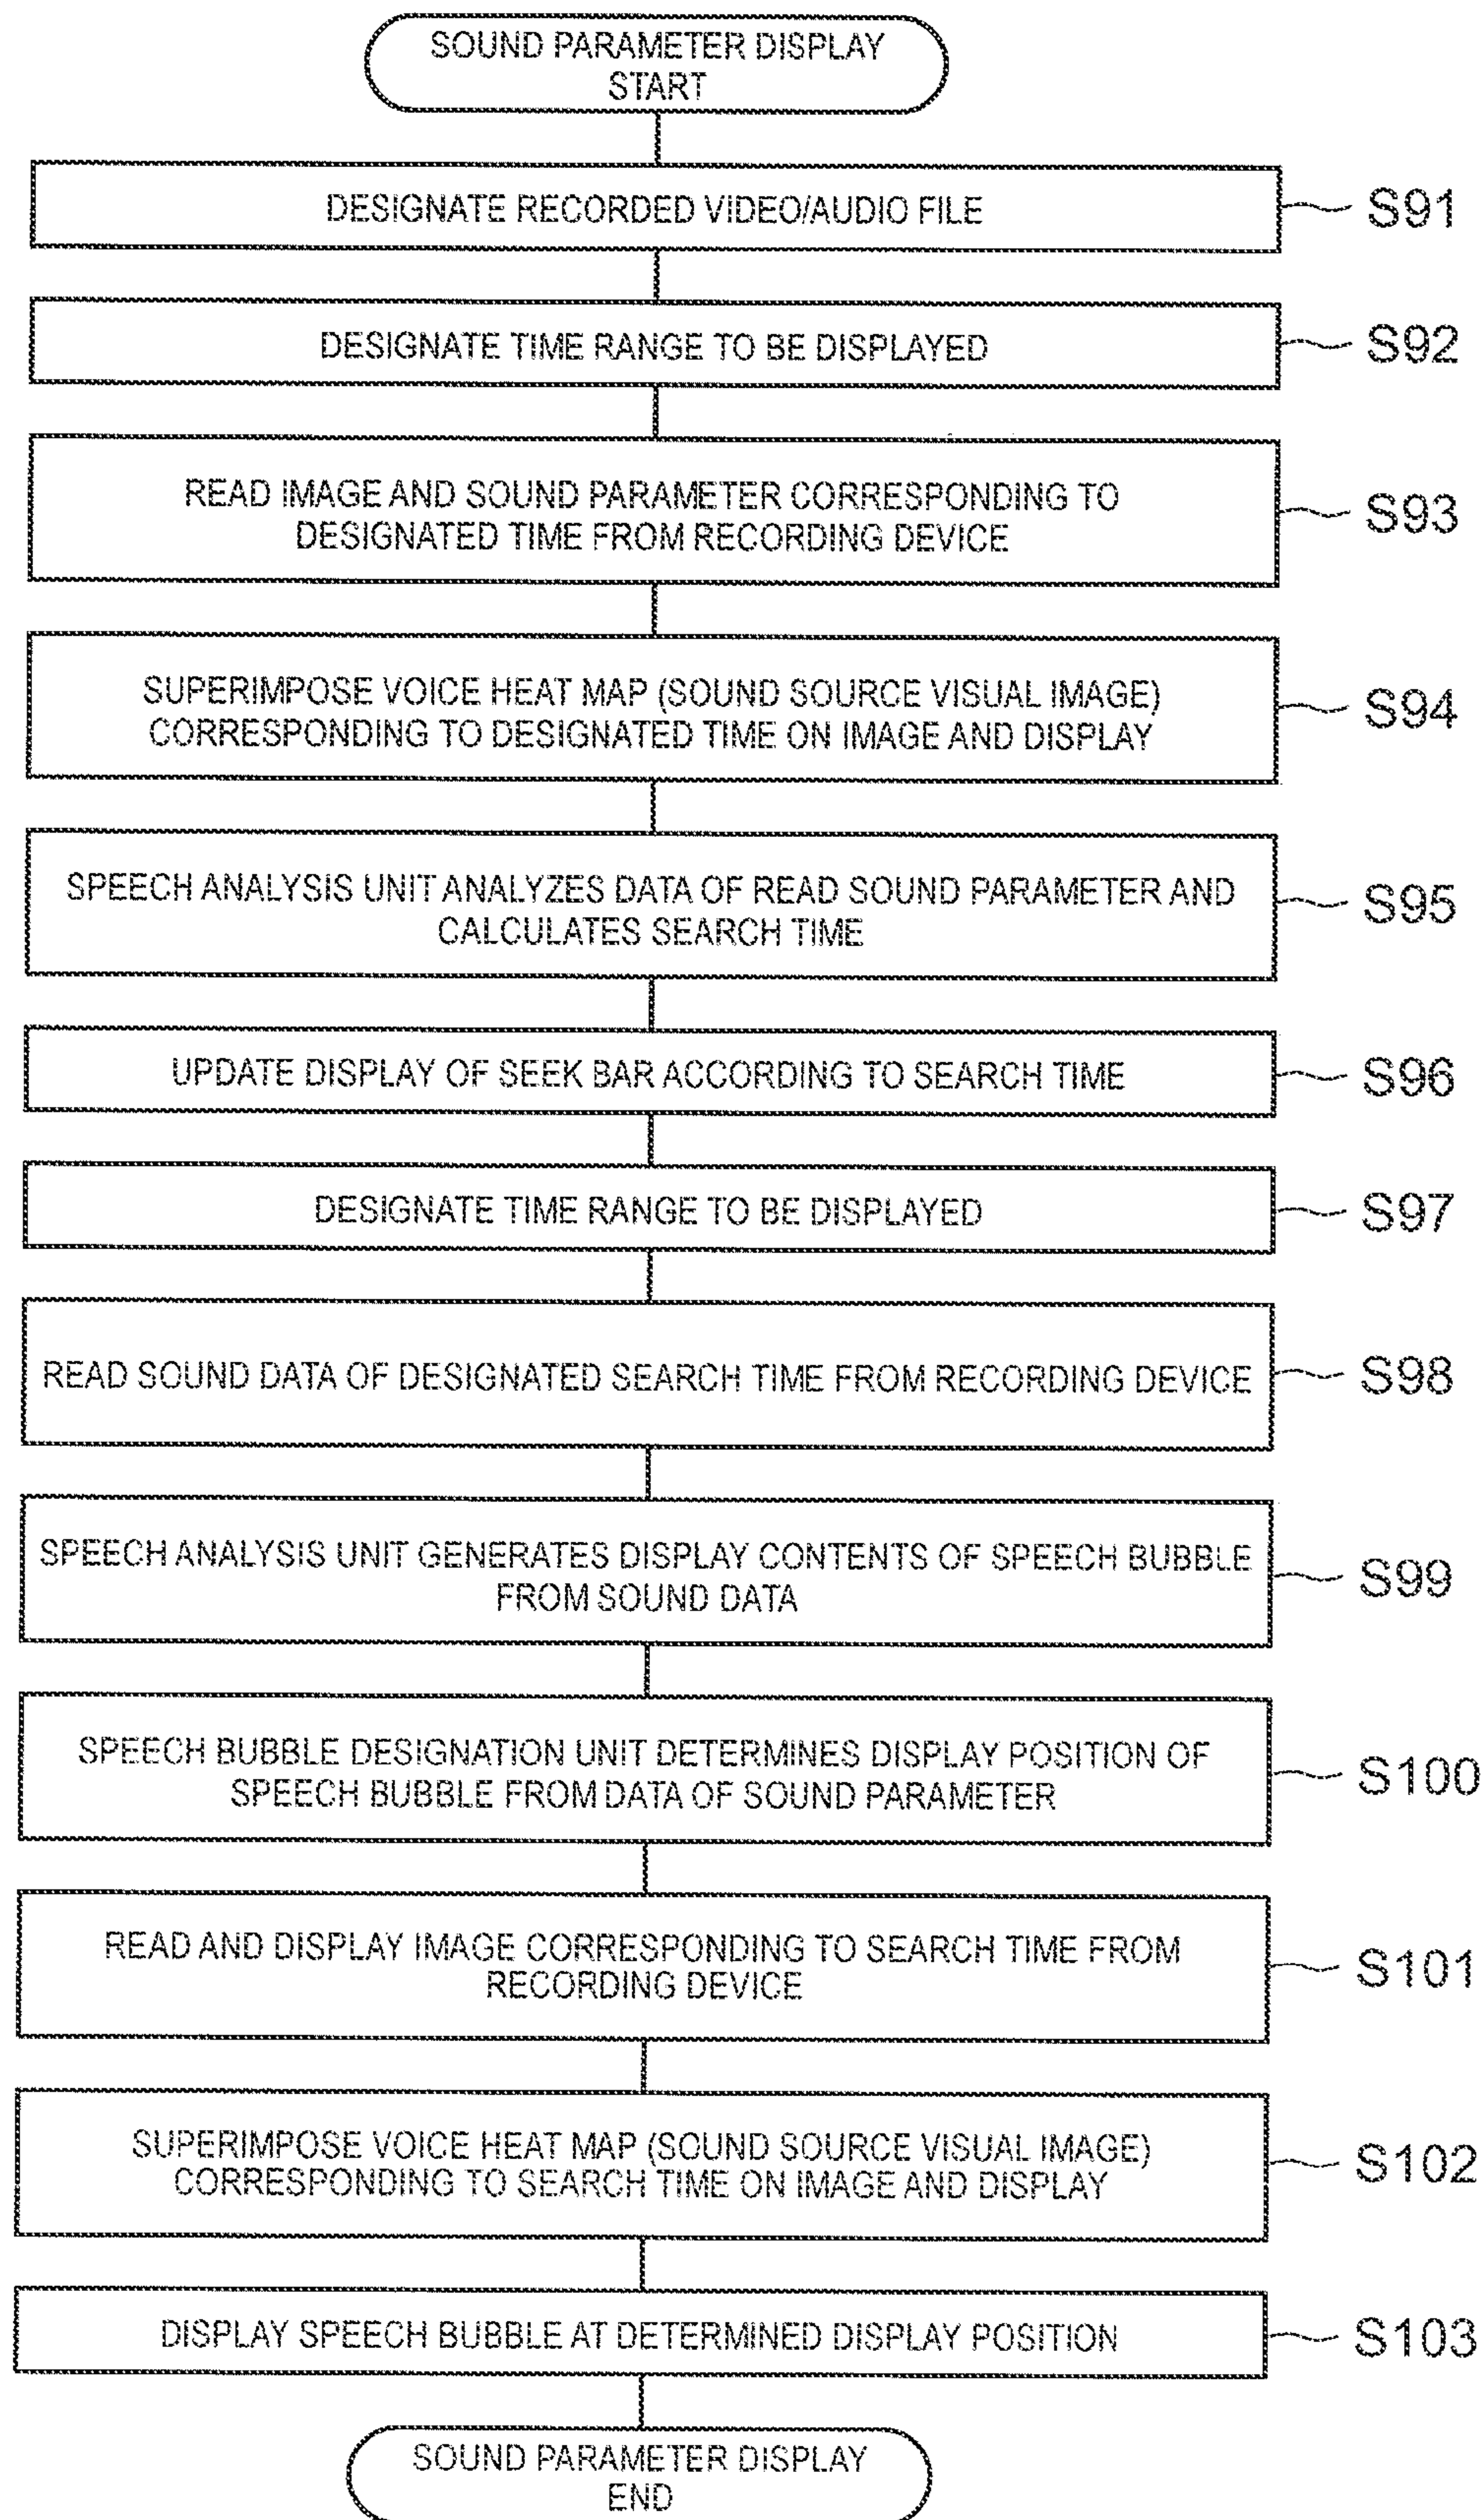 SOUND PARAMETER DISPLAY
START
DESIGNATE RECORDED VIDEO/AUDIO FILE
S91
DESIGNATE TIME RANGE TO BE DISPLAYED
S92
READ IMAGE AND SOUND PARAMETER CORRESPONDING TO
DESIGNATED TIME FROM RECORDING DEVICE
S93
SUPERIMPOSE VOICE HEAT MAP (SOUND SOURCE VISUAL IMAGE)
CORRESPONDING TO DESIGNATED TIME ON IMAGE AND DISPLAY
S94
SPEECH ANALYSIS UNIT ANALYZES DATA OF READ SOUND PARAMETER AND
CALCULATES SEARCH TIME
S95
UPDATE DISPLAY OF SEEK BAR ACCORDING TO SEARCH TIME
S96
DESIGNATE TIME RANGE TO BE DISPLAYED
S97
READ SOUND DATA OF DESIGNATED SEARCH TIME FROM RECORDING DEVICE
S98
SPEECH ANALYSIS UNIT GENERATES DISPLAY CONTENTS OF SPEECH BUBBLE
FROM SOUND DATA
S99
SPEECH BUBBLE DESIGNATION UNIT DETERMINES DISPLAY POSITION OF
SPEECH BUBBLE FROM DATA OF SOUND PARAMETER
S100
READ AND DISPLAY IMAGE CORRESPONDING TO SEARCH TIME FROM
RECORDING DEVICE
S101
SUPERIMPOSE VOICE HEAT MAP (SOUND SOURCE VISUAL IMAGE)
CORRESPONDING TO SEARCH TIME ON IMAGE AND DISPLAY
S102
DISPLAY SPEECH BUBBLE AT DETERMINED DISPLAY POSITION
S103
SOUND PARAMETER DISPLAY
END